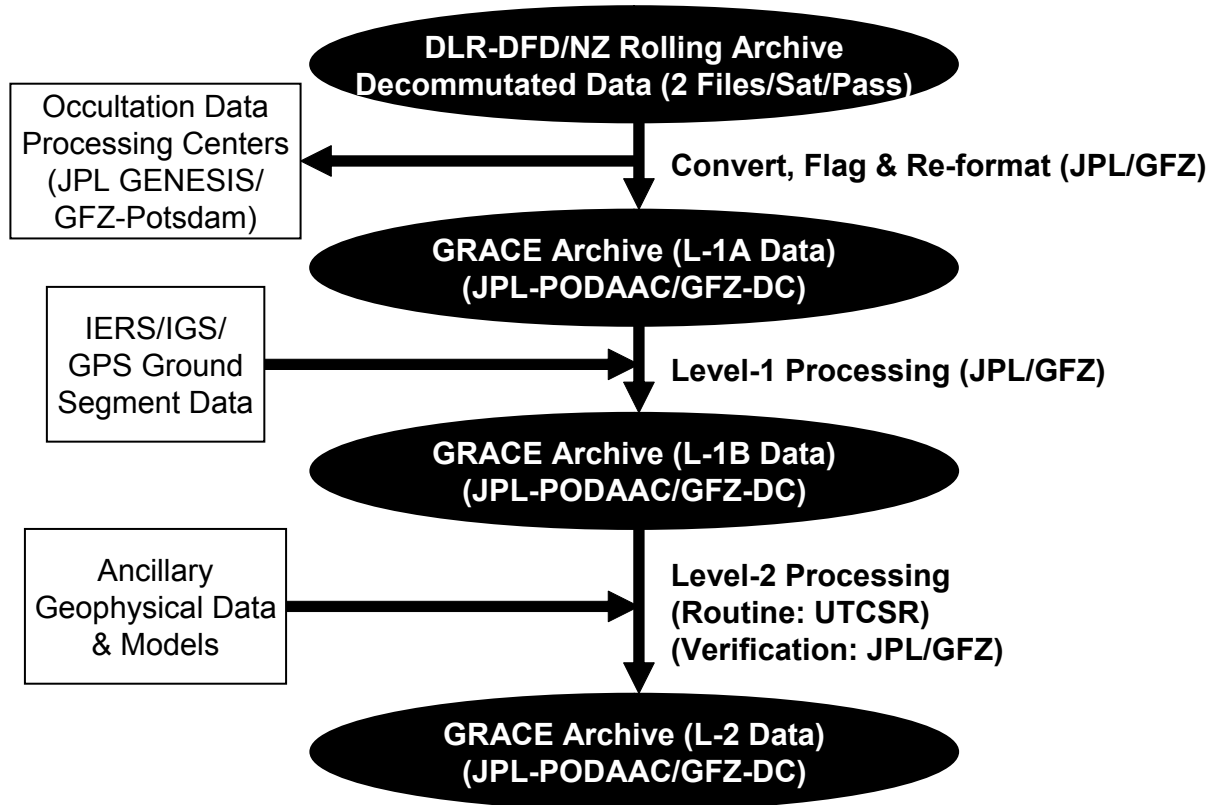 DLR-DFD/NZ Rolling Archive
Decommutated Data (2 Files/Sat/Pass)
Occultation Data
Processing Centers
(JPL GENESIS/
GFZ-Potsdam)
Convert, Flag & Re-format (JPL/GFZ)
GRACE Archive (L-1A Data)
(JPL-PODAAC/GFZ-DC)
IERS/IGS/
GPS Ground
Segment Data
Level-1 Processing (JPL/GFZ)
GRACE Archive (L-1B Data)
(JPL-PODAAC/GFZ-DC)
Ancillary
Geophysical Data
& Models
Level-2 Processing
(Routine: UTCSR)
(Verification: JPL/GFZ)
GRACE Archive (L-2 Data)
(JPL-PODAAC/GFZ-DC)